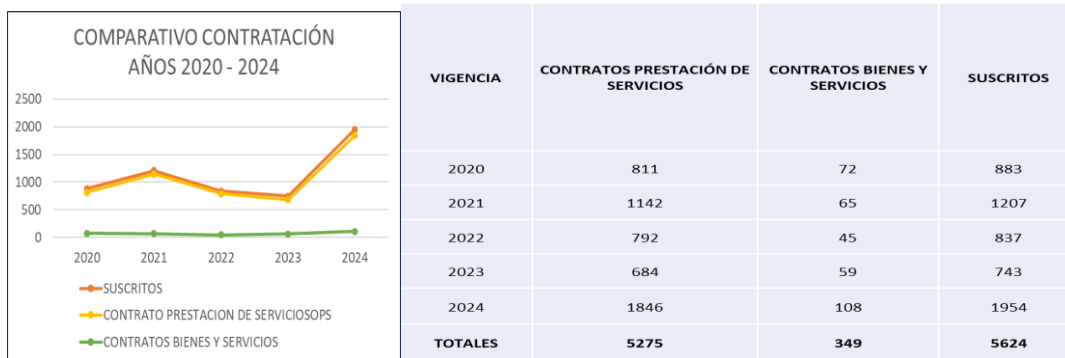 COMPARATIVO CONTRATACIÓN
AÑOS 2020 - 2024
2500
2000
1500
1000
500
0
2020 2021 2022 2023 2024
SUSCRITOS
CONTRATO PRESTACION DE SERVICIOSOPS
CONTRATOS BIENES Y SERVICIOS
VIGENCIA CONTRATOS PRESTACIÓN DE SERVICIOS CONTRATOS BIENES Y SERVICIOS SUSCRITOS
2020 811 72 883
2021 1142 65 1207
2022 792 45 837
2023 684 59 743
2024 1846 108 1954
TOTALES 5275 349 5624